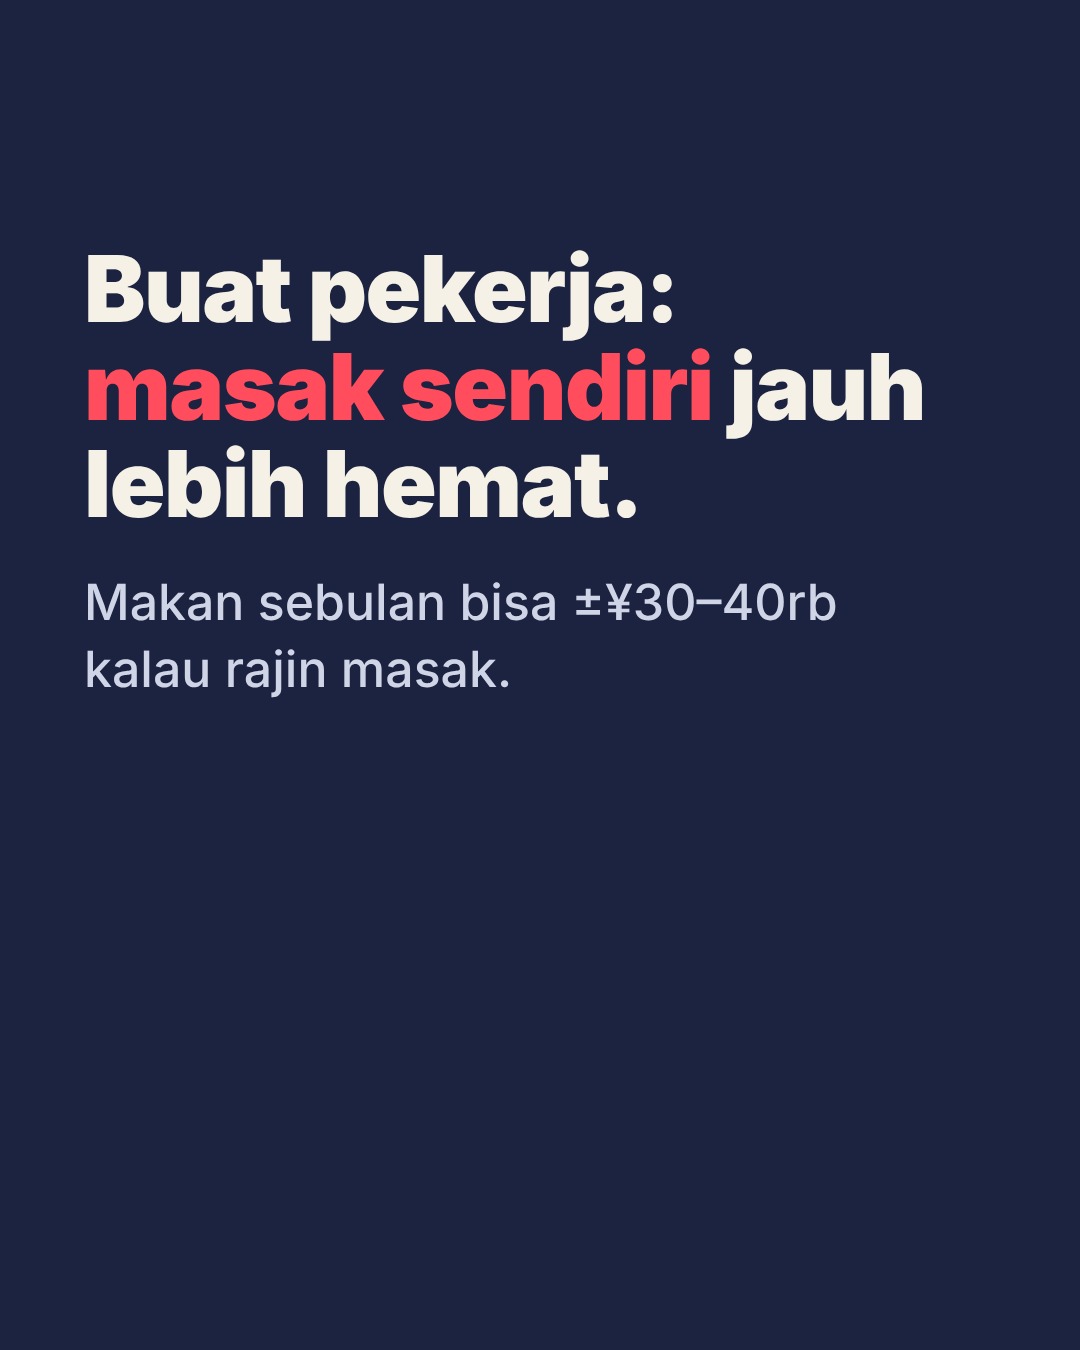 Buat pekerja:
masak sendiri jauh
lebih hemat.
Makan sebulan bisa ±¥30–40rb
kalau rajin masak.